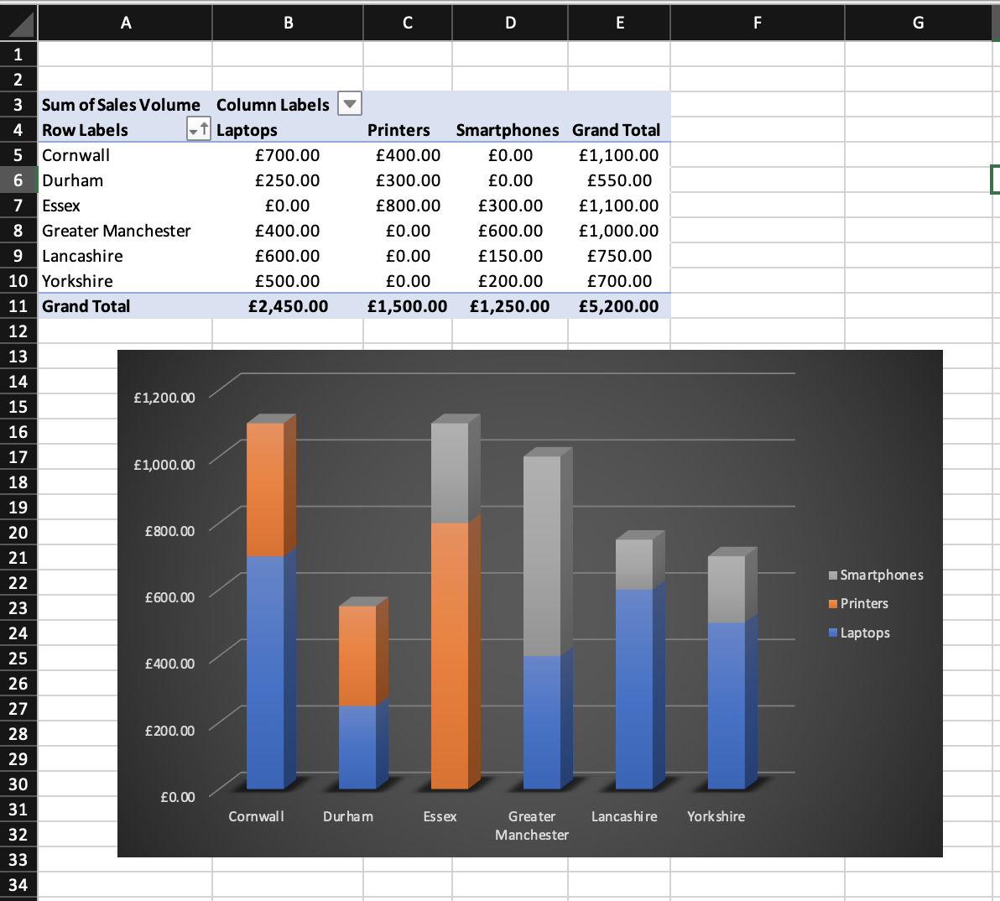 A B C D E F G
1
2
3 Sum of Sales Volume Column Labels
4 Row Labels Laptops Printers Smartphones Grand Total
5 Cornwall £700.00 £400.00 £0.00 £1,100.00
6 Durham £250.00 £300.00 £0.00 £550.00
7 Essex £0.00 £800.00 £300.00 £1,100.00
8 Greater Manchester £400.00 £0.00 £600.00 £1,000.00
9 Lancashire £600.00 £0.00 £150.00 £750.00
10 Yorkshire £500.00 £0.00 £200.00 £700.00
11 Grand Total £2,450.00 £1,500.00 £1,250.00 £5,200.00
12
13
14
15
16
17
18
19
20
21
22
23
24
25
26
27
28
29
30
31
32
33
34
£1,200.00
£1,000.00
£800.00
£600.00
£400.00
£200.00
£0.00
Cornwall Durham Essex Greater Manchester Lancashire Yorkshire
Smartphones
Printers
Laptops